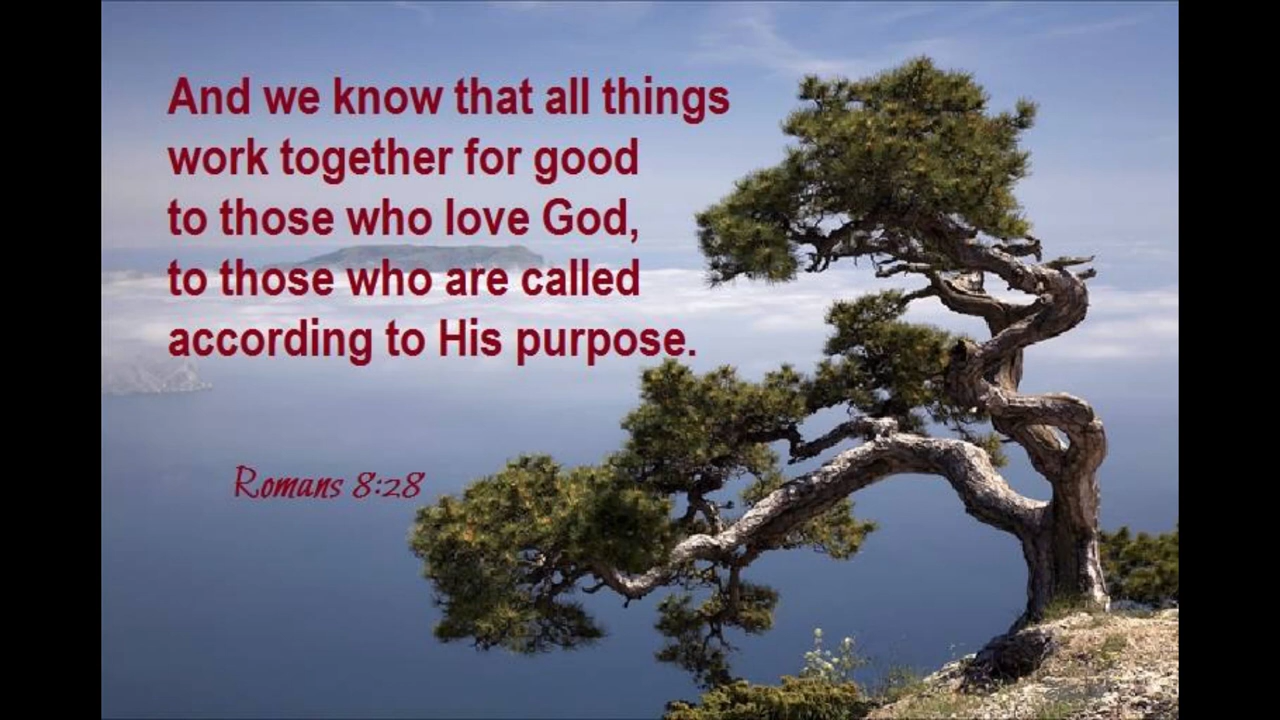 And we know that all things
work together for good
to those who love God,
to those who are called
according to His purpose.
Romans 8:28